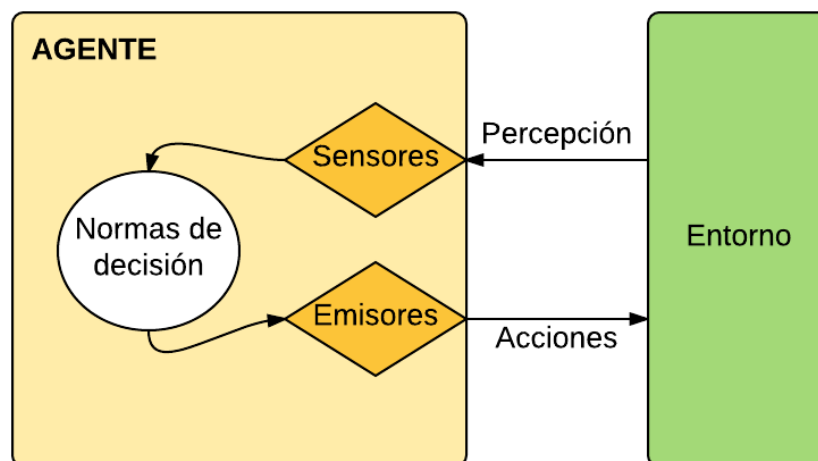 AGENTE
Percepción
Sensores
Normas de
decisión
Entorno
Emisores
Acciones